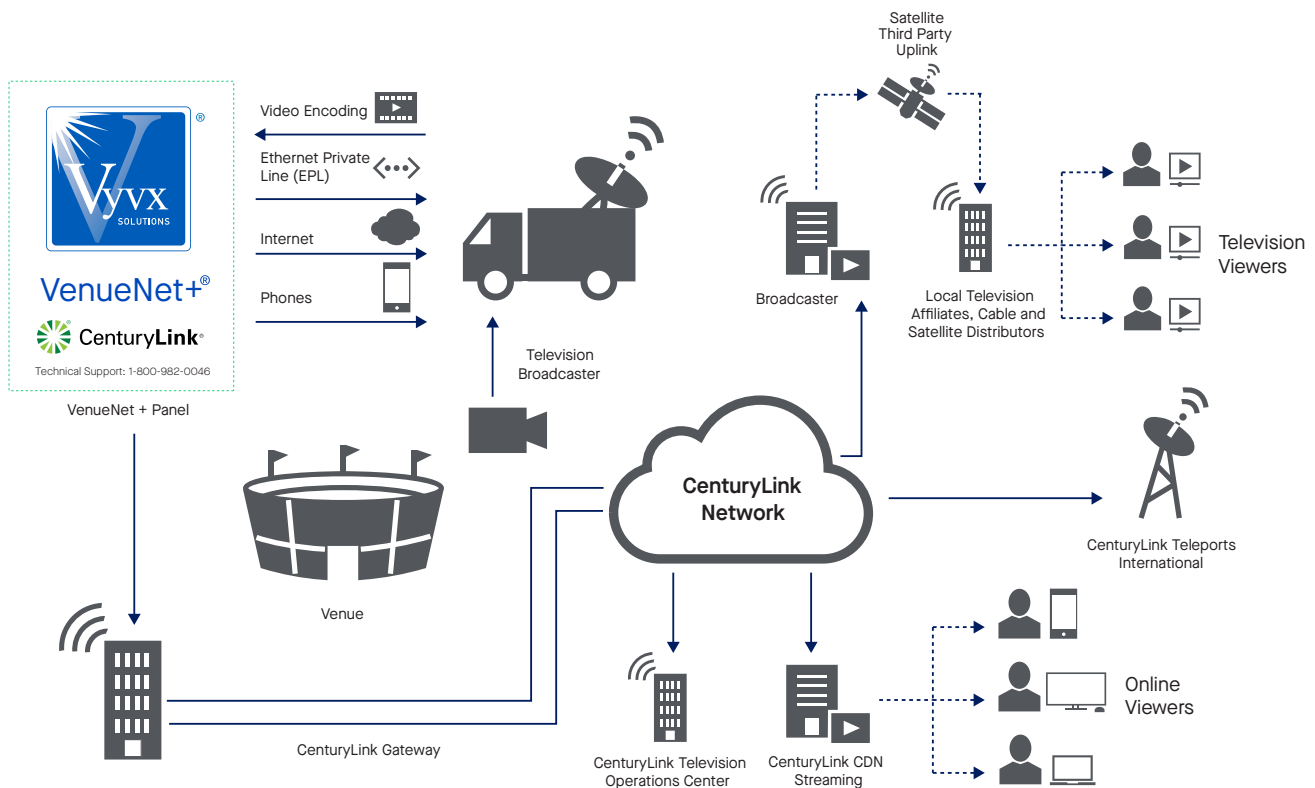 Vyvx
SOLUTIONS
®
VenueNet+®
CenturyLink®
Technical Support: 1-800-982-0046
VenueNet + Panel
Video Encoding
Ethernet Private
Line (EPL)
Internet
Phones
Television
Broadcaster
Venue
CenturyLink Gateway
CenturyLink
Network
Satellite
Third Party
Uplink
Broadcaster
Local Television
Affiliates, Cable and
Satellite Distributors
Television
Viewers
CenturyLink Teleports
International
CenturyLink Television
Operations Center
CenturyLink CDN
Streaming
Online
Viewers